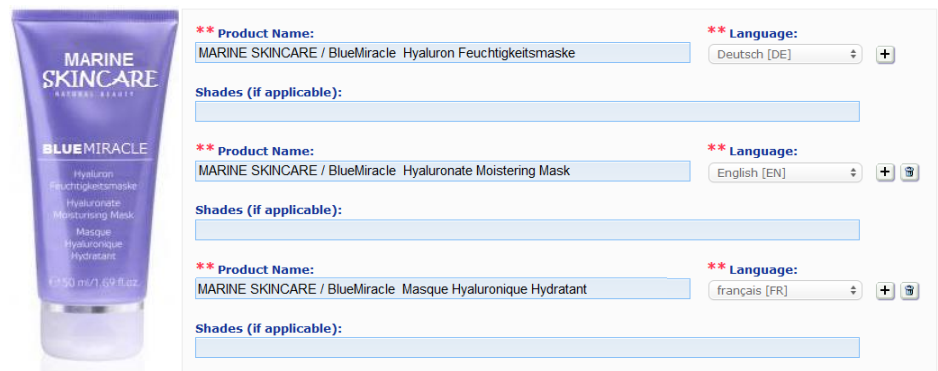 MARINE
SKINCARE
NATURAL BEAUTY
BLUEMIRACLE
Hyaluron
Feuchtigkeitsmaske
Hyaluronate
Moisturising Mask
Masque
Hyaluronique
Hydratant
℮ 50 ml/1.69 fl.oz.
** Product Name:
** Language:
MARINE SKINCARE / BlueMiracle Hyaluron Feuchtigkeitsmaske
Deutsch [DE]
Shades (if applicable):
** Product Name:
** Language:
MARINE SKINCARE / BlueMiracle Hyaluronate Moistering Mask
English [EN]
Shades (if applicable):
** Product Name:
** Language:
MARINE SKINCARE / BlueMiracle Masque Hyaluronique Hydratant
français [FR]
Shades (if applicable):